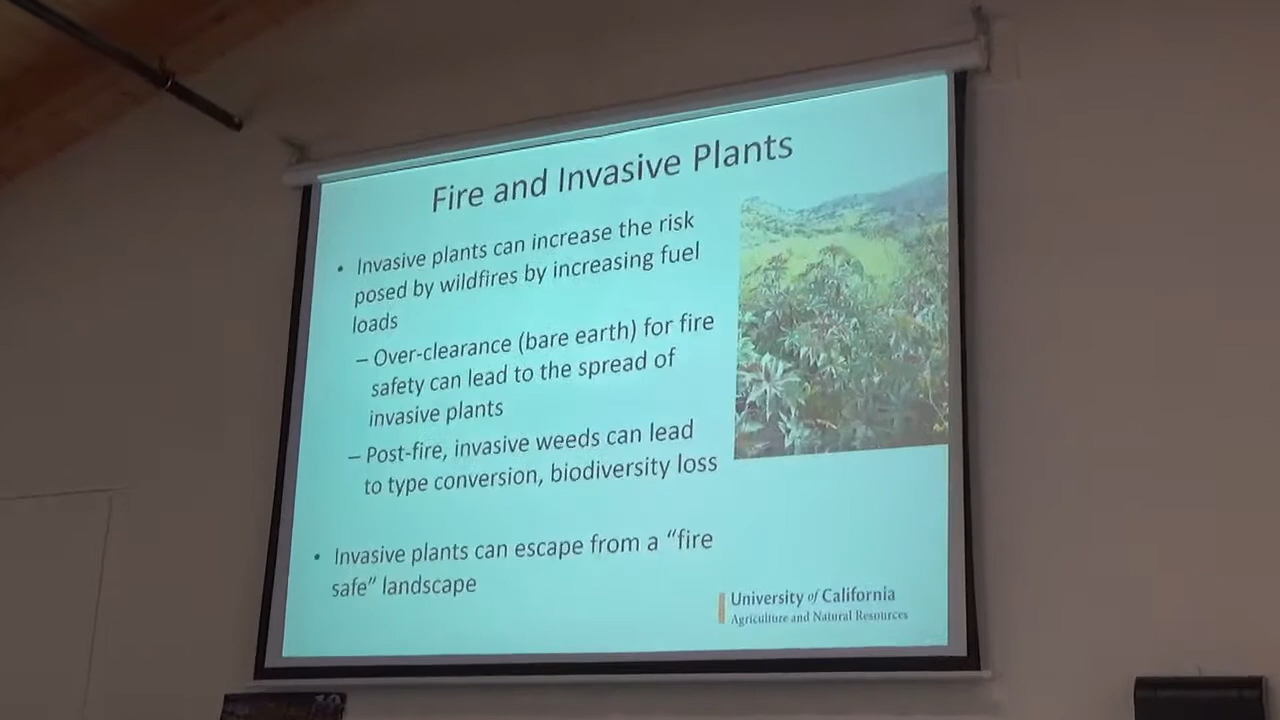 Fire and Invasive Plants
• Invasive plants can increase the risk
posed by wildfires by increasing fuel
loads
– Over-clearance (bare earth) for fire
safety can lead to the spread of
invasive plants
– Post-fire, invasive weeds can lead
to type conversion, biodiversity loss
• Invasive plants can escape from a “fire
safe” landscape
University of California
Agriculture and Natural Resources